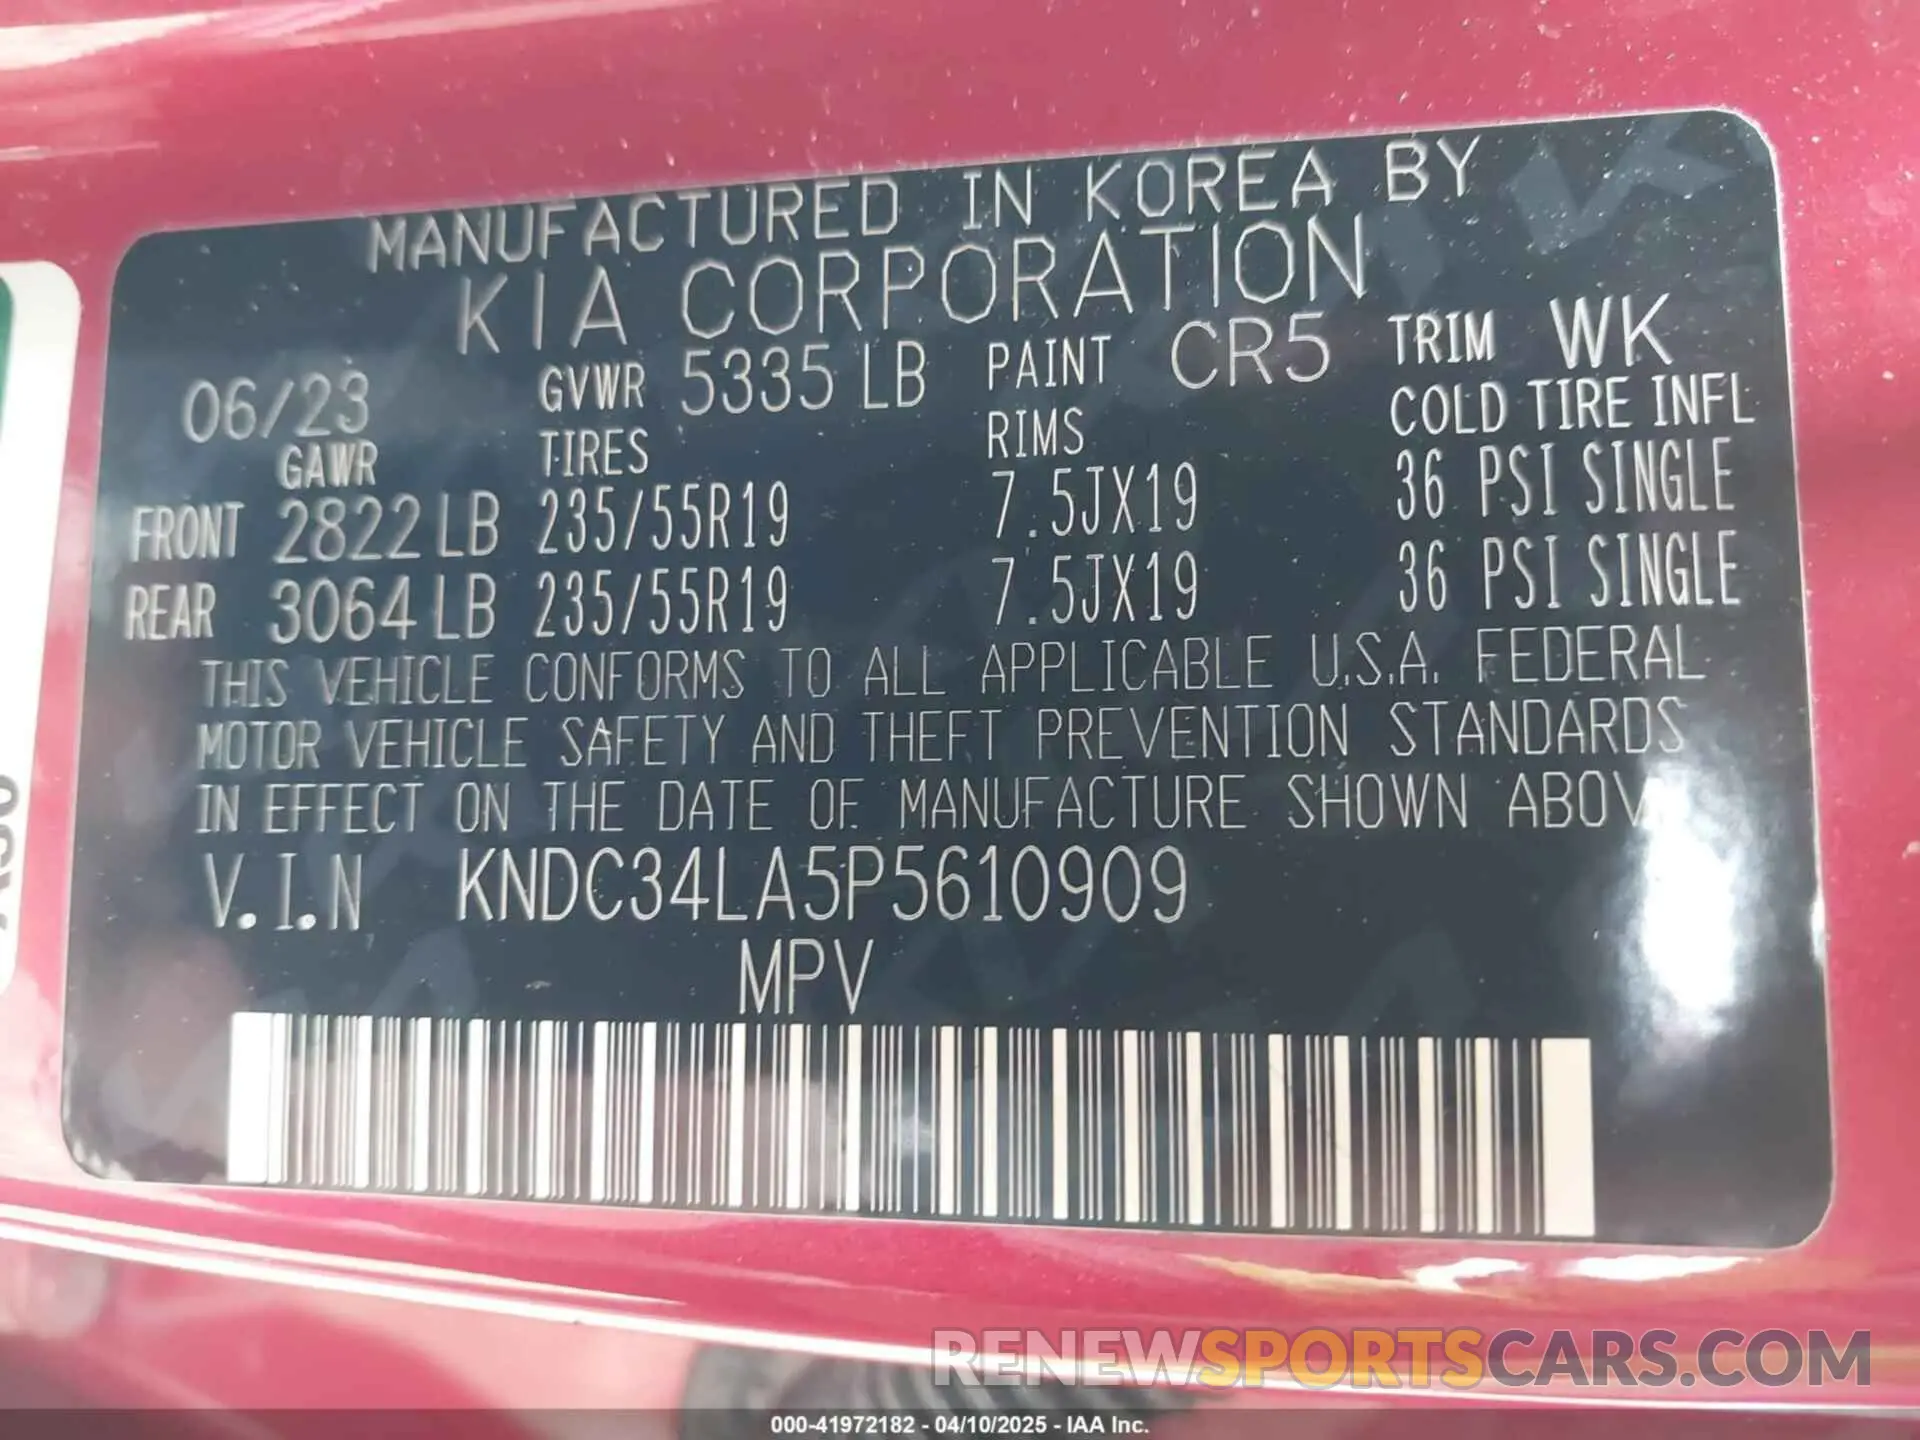 MANUFACTURED IN KOREA BY
KIA CORPORATION
06/23 GVWR 5335 LB PAINT CR5 TRIM WK
GAWR TIRES RIMS COLD TIRE INFL
FRONT 2822 LB 235/55R19 7.5JX19 36 PSI SINGLE
REAR 3064 LB 235/55R19 7.5JX19 36 PSI SINGLE
THIS VEHICLE CONFORMS TO ALL APPLICABLE U.S.A. FEDERAL
MOTOR VEHICLE SAFETY AND THEFT PREVENTION STANDARDS
IN EFFECT ON THE DATE OF MANUFACTURE SHOWN
V.I.N KNDC34LA5P5610909
MPV
RENEWSPORTSCARS.COM
000-41972182 - 04/10/2025 - IAA Inc.